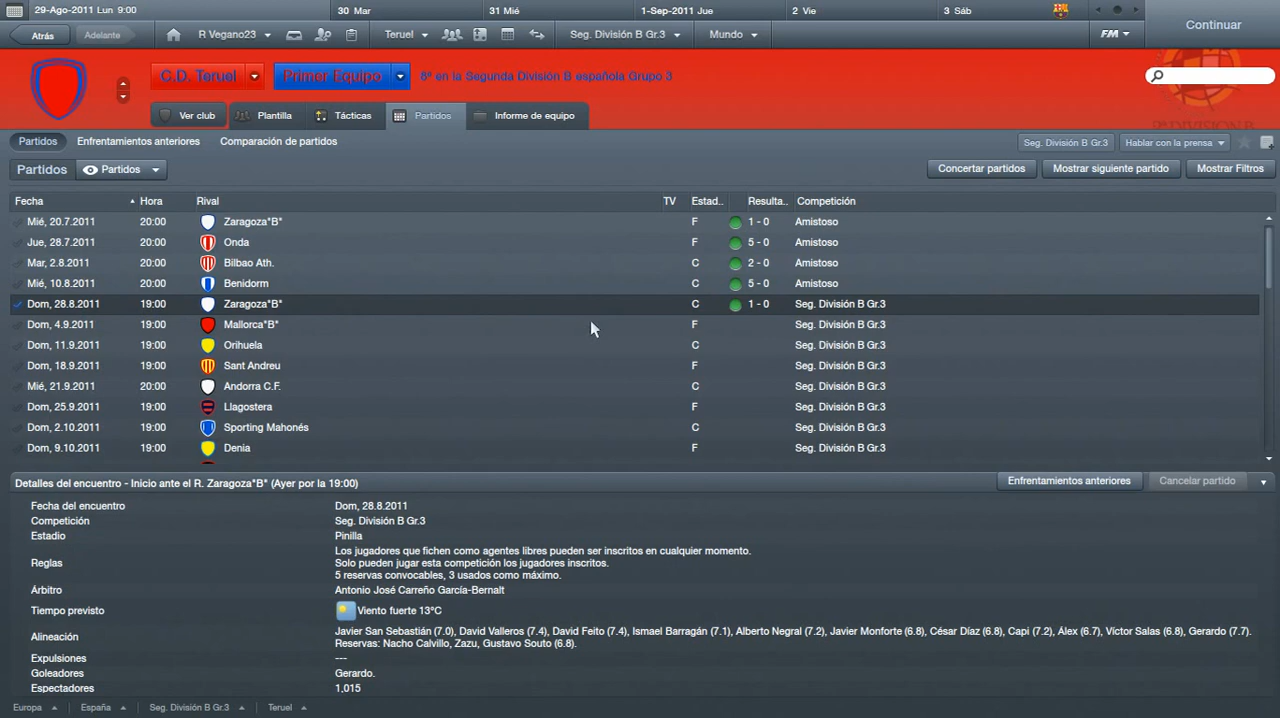 29-Ago-2011 Lun 9:00 30 Mar 31 Mié 1-Sep-2011 Jue 2 Vie 3 Sáb
Continuar
Atrás Adelante R Vegano23 Teruel Seg. División B Gr.3 Mundo FM
C.D. Teruel Primer Equipo 8º en la Segunda División B española Grupo 3
Ver club Plantilla Tácticas Partidos Informe de equipo
Partidos Enfrentamientos anteriores Comparación de partidos Seg. División B Gr.3 Hablar con la prensa
Partidos Partidos Concertar partidos Mostrar siguiente partido Mostrar Filtros
Fecha Hora Rival TV Estad.. Resulta.. Competición
Mié, 20.7.2011 20:00 Zaragoza"B" F 1 - 0 Amistoso
Jue, 28.7.2011 20:00 Onda F 5 - 0 Amistoso
Mar, 2.8.2011 20:00 Bilbao Ath. C 2 - 0 Amistoso
Mié, 10.8.2011 20:00 Benidorm C 5 - 0 Amistoso
Dom, 28.8.2011 19:00 Zaragoza"B" C 1 - 0 Seg. División B Gr.3
Dom, 4.9.2011 19:00 Mallorca"B" F Seg. División B Gr.3
Dom, 11.9.2011 19:00 Orihuela C Seg. División B Gr.3
Dom, 18.9.2011 19:00 Sant Andreu F Seg. División B Gr.3
Mié, 21.9.2011 20:00 Andorra C.F. C Seg. División B Gr.3
Dom, 25.9.2011 19:00 Llagostera F Seg. División B Gr.3
Dom, 2.10.2011 19:00 Sporting Mahonés C Seg. División B Gr.3
Dom, 9.10.2011 19:00 Denia F Seg. División B Gr.3
Detalles del encuentro - Inicio ante el R. Zaragoza"B" (Ayer por la 19:00) Enfrentamientos anteriores Cancelar partido
Fecha del encuentro Dom, 28.8.2011
Competición Seg. División B Gr.3
Estadio Pinilla
Los jugadores que fichen como agentes libres pueden ser inscritos en cualquier momento.
Reglas Solo pueden jugar esta competición los jugadores inscritos.
5 reservas convocables, 3 usados como máximo.
Árbitro Antonio José Carreño García-Bernalt
Tiempo previsto Viento fuerte 13ºC
Alineación Javier San Sebastián (7.0), David Valleros (7.4), David Feito (7.4), Ismael Barragán (7.1), Alberto Negral (7.2), Javier Monforte (6.8), César Díaz (6.8), Capi (7.2), Álex (6.7), Víctor Salas (6.8), Gerardo (7.7).
Reservas: Nacho Calvillo, Zazu, Gustavo Souto (6.8).
Expulsiones ---
Goleadores Gerardo.
Espectadores 1,015
Europa España Seg. División B Gr.3 Teruel